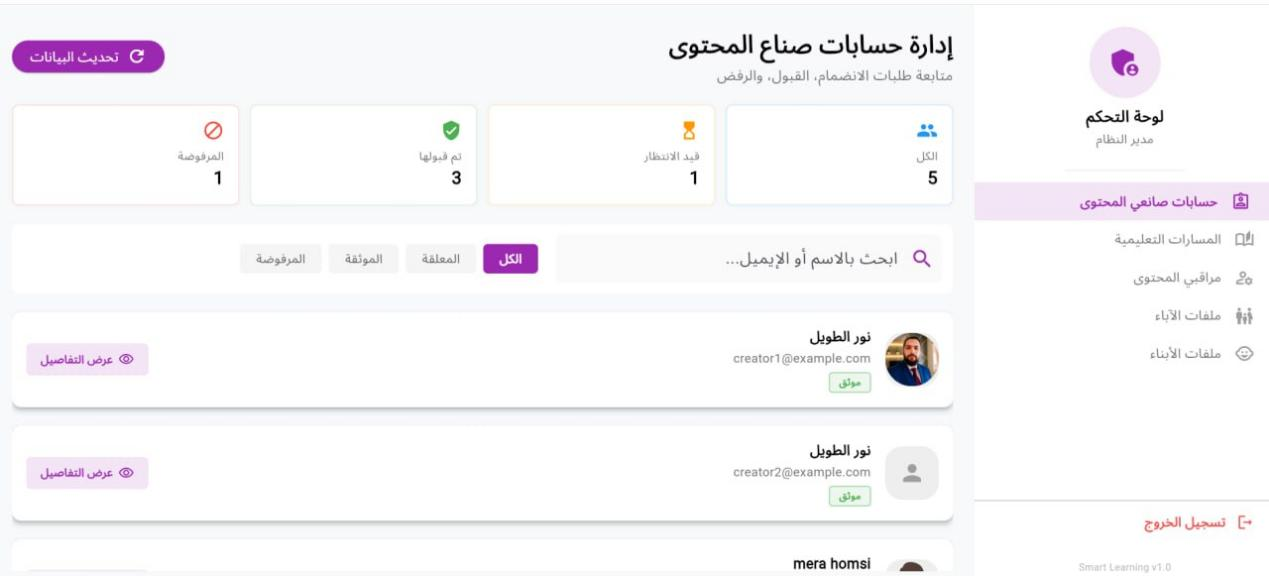 إدارة حسابات صناع المحتوى
متابعة طلبات الانضمام، القبول، والرفض
تحديث البيانات
لوحة التحكم
مدير النظام
حسابات صانعي المحتوى
المسارات التعليمية
مراقبي المحتوى
ملفات الآباء
ملفات الأبناء
تسجيل الخروج
Smart Learning v1.0
الكل
5
قيد الانتظار
1
تم قبولها
3
المرفوضة
1
ابحث بالاسم أو الإيميل...
الكل
المعلقة
الموثقة
المرفوضة
نور الطويل
creator1@example.com
موثق
عرض التفاصيل
نور الطويل
creator2@example.com
موثق
عرض التفاصيل
mera homsi